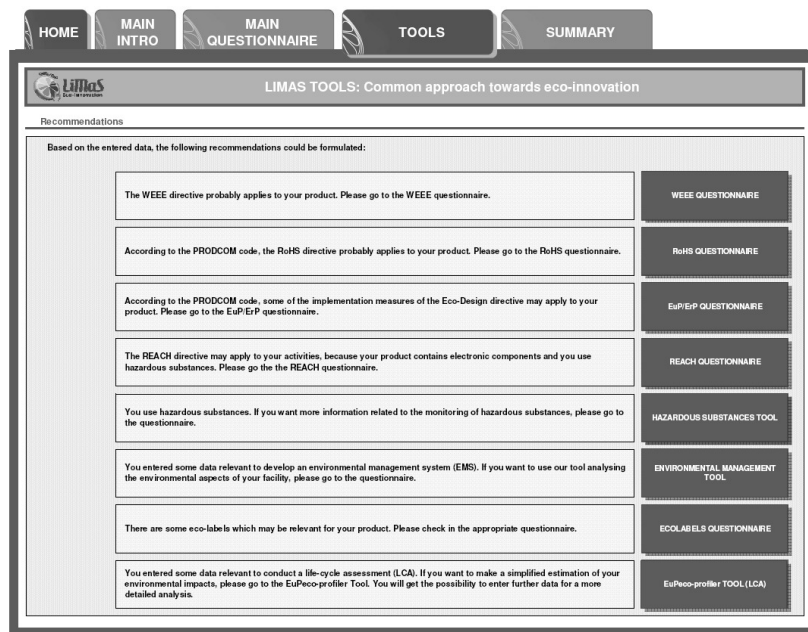 HOME
MAIN
INTRO
MAIN
QUESTIONNAIRE
TOOLS
SUMMARY
LiMaS
Eco-Innovation
LIMAS TOOLS: Common approach towards eco-innovation
Recommendations
Based on the entered data, the following recommendations could be formulated:
The WEEE directive probably applies to your product. Please go to the WEEE questionnaire.
WEEE QUESTIONNAIRE
According to the PRODCOM code, the RoHS directive probably applies to your product. Please go to the RoHS questionnaire.
RoHS QUESTIONNAIRE
According to the PRODCOM code, some of the implementation measures of the Eco-Design directive may apply to your
product. Please go to the EuP/ErP questionnaire.
EuP/ErP QUESTIONNAIRE
The REACH directive may apply to your activities, because your product contains electronic components and you use
hazardous substances. Please go the the REACH questionnaire.
REACH QUESTIONNAIRE
You use hazardous substances. If you want more information related to the monitoring of hazardous substances, please go to
the questionnaire.
HAZARDOUS SUBSTANCES TOOL
You entered some data relevant to develop an environmental management system (EMS). If you want to use our tool analysing
the environmental aspects of your facility, please go to the questionnaire.
ENVIRONMENTAL MANAGEMENT
TOOL
There are some eco-labels which may be relevant for your product. Please check in the appropriate questionnaire.
ECOLABELS QUESTIONNAIRE
You entered some data relevant to conduct a life-cycle assessment (LCA). If you want to make a simplified estimation of your
environmental impacts, please go to the EuPeco-profiler Tool. You will get the possibility to enter further data for a more
detailed analysis.
EuPeco-profiler TOOL (LCA)